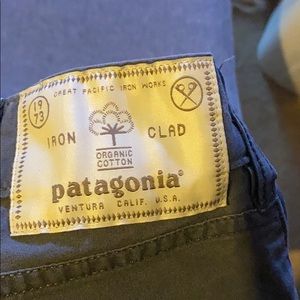 GREAT PACIFIC IRON WORKS
19
73
IRON CLAD
ORGANIC
COTTON
patagonia®
VENTURA CALIF. U.S.A.